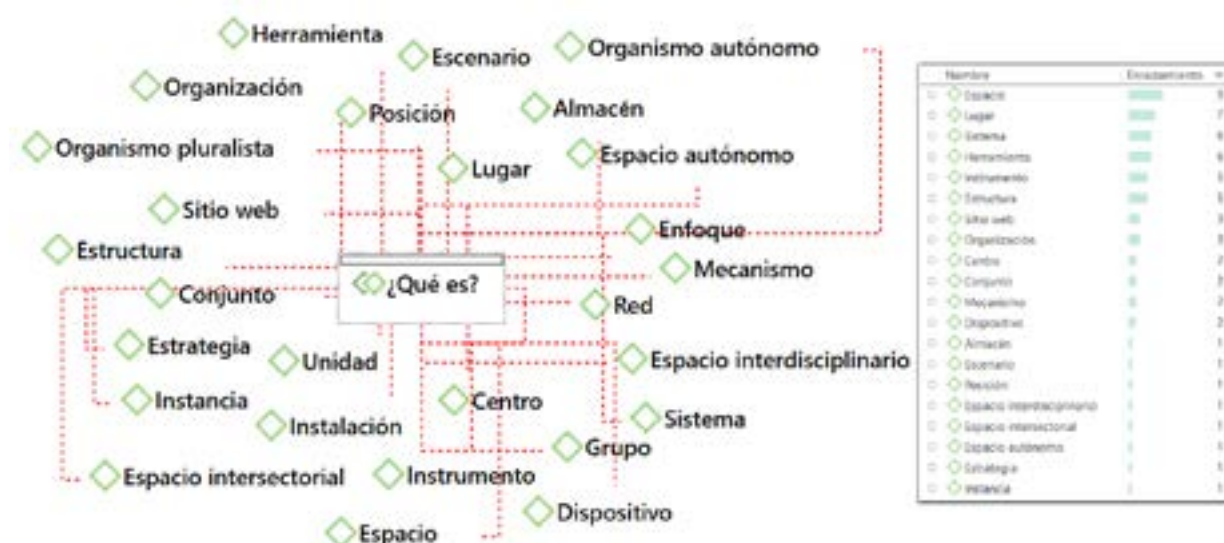 Herramienta
Escenario
Organismo autónomo
Organización
Posición
Almacén
Organismo pluralista
Lugar
Espacio autónomo
Sitio web
Enfoque
Estructura
Mecanismo
¿Qué es?
Conjunto
Red
Estrategia
Unidad
Espacio interdisciplinario
Instancia
Centro
Sistema
Instalación
Grupo
Espacio intersectorial
Instrumento
Dispositivo
Espacio
Nombre
Enraizamiento
Espacio
Lugar
Sistema
Herramienta
Instrumento
Estructura
Sitio web
Organización
Centro
Conjunto
Mecanismo
Dispositivo
Almacén
Escenario
Posición
Espacio interdisciplinario
Espacio intersectorial
Espacio autónomo
Estrategia
Instancia